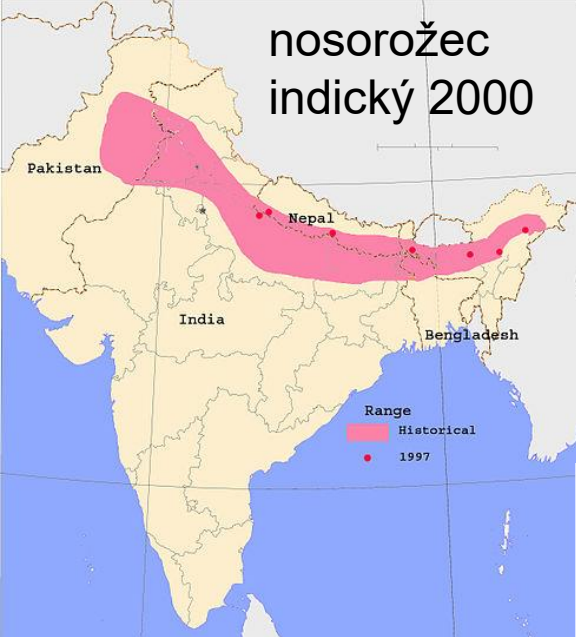 nosorožec
indický 2000
Pakistan
Nepal
India
Bengladesh
Range
Historical
1997